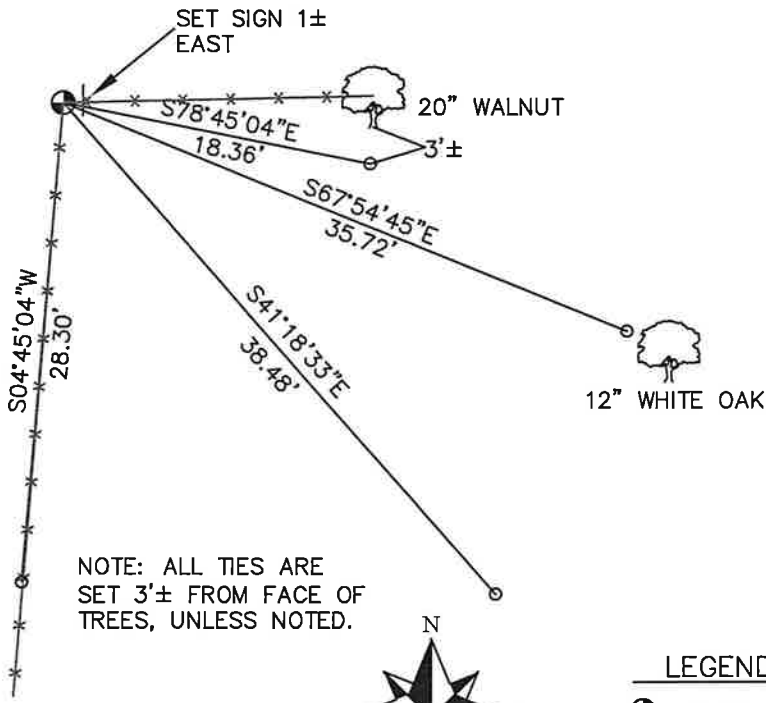 SET SIGN 1±
EAST
20" WALNUT
S78°45'04"E
18.36'
3'±
S67°54'45"E
35.72'
S04°45'04"W
28.30'
S41°18'33"E
38.48'
12" WHITE OAK
NOTE: ALL TIES ARE
SET 3'± FROM FACE OF
TREES, UNLESS NOTED.
N
LEGEND